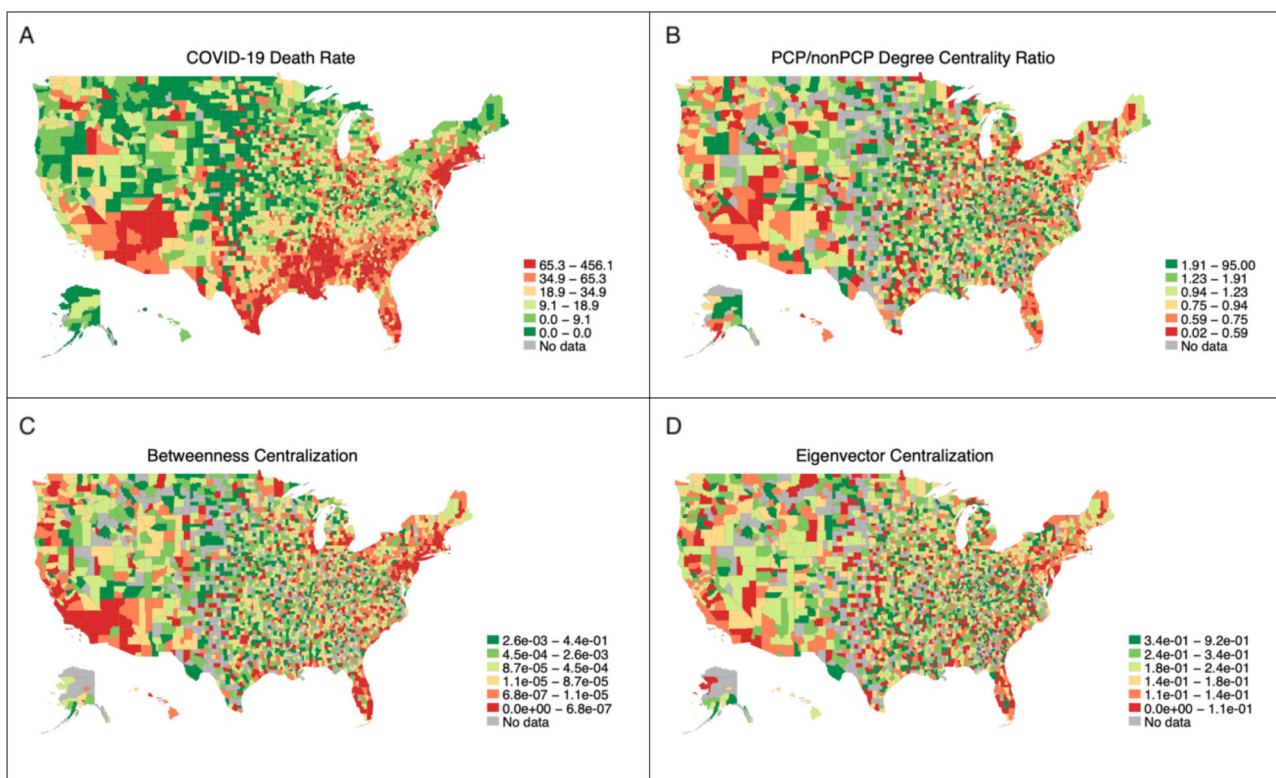 A
COVID-19 Death Rate
65.3 – 456.1
34.9 – 65.3
18.9 – 34.9
9.1 – 18.9
0.0 – 9.1
0.0 – 0.0
No data
B
PCP/nonPCP Degree Centrality Ratio
1.91 – 95.00
1.23 – 1.91
0.94 – 1.23
0.75 – 0.94
0.59 – 0.75
0.02 – 0.59
No data
C
Betweenness Centralization
2.6e-03 – 4.4e-01
4.5e-04 – 2.6e-03
8.7e-05 – 4.5e-04
1.1e-05 – 8.7e-05
6.8e-07 – 1.1e-05
0.0e+00 – 6.8e-07
No data
D
Eigenvector Centralization
3.4e-01 – 9.2e-01
2.4e-01 – 3.4e-01
1.8e-01 – 2.4e-01
1.4e-01 – 1.8e-01
1.1e-01 – 1.4e-01
0.0e+00 – 1.1e-01
No data